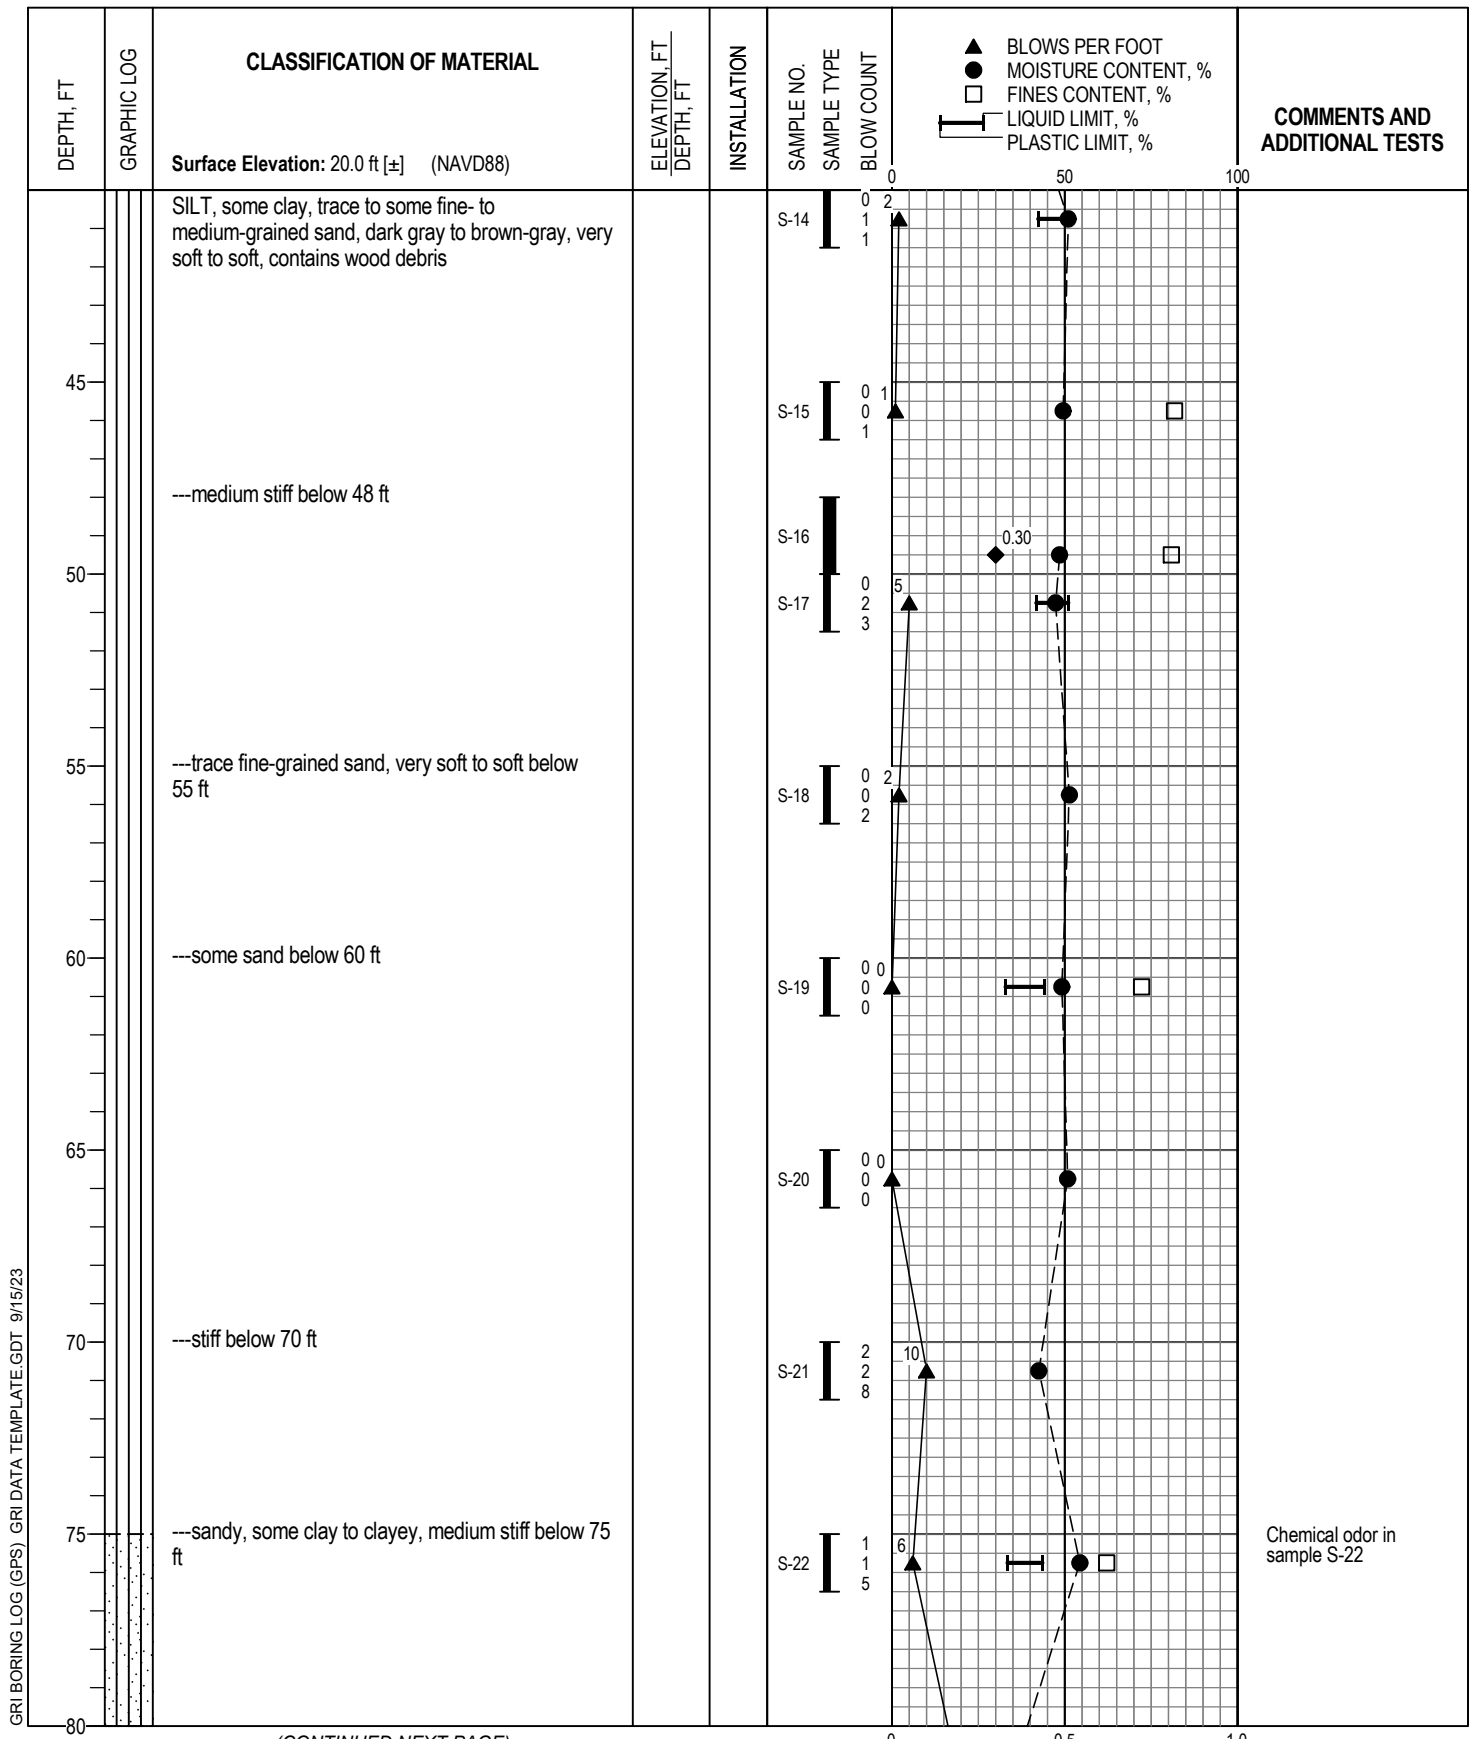 DEPTH, FT
GRAPHIC LOG
CLASSIFICATION OF MATERIAL
Surface Elevation: 20.0 ft [±] (NAVD88)
ELEVATION, FT
DEPTH, FT
INSTALLATION
SAMPLE NO.
SAMPLE TYPE
BLOW COUNT
BLOWS PER FOOT
MOISTURE CONTENT, %
FINES CONTENT, %
LIQUID LIMIT, %
PLASTIC LIMIT, %
0 50 100
COMMENTS AND
ADDITIONAL TESTS
SILT, some clay, trace to some fine- to
medium-grained sand, dark gray to brown-gray, very
soft to soft, contains wood debris
S-14
0 2
1
1
45
S-15
0 1
0
1
---medium stiff below 48 ft
S-16
0.30
50
S-17
0 5
2
3
55
---trace fine-grained sand, very soft to soft below
55 ft
S-18
0 2
0
2
60
---some sand below 60 ft
S-19
0 0
0
0
65
S-20
0 0
0
0
70
---stiff below 70 ft
S-21
2 10
2
8
75
---sandy, some clay to clayey, medium stiff below 75
ft
S-22
1 6
1
5
Chemical odor in
sample S-22
80
(CONTINUED NEXT PAGE)
0 0.5 1.0
GRI BORING LOG (GPS) GRI DATA TEMPLATE.GDT 9/15/23